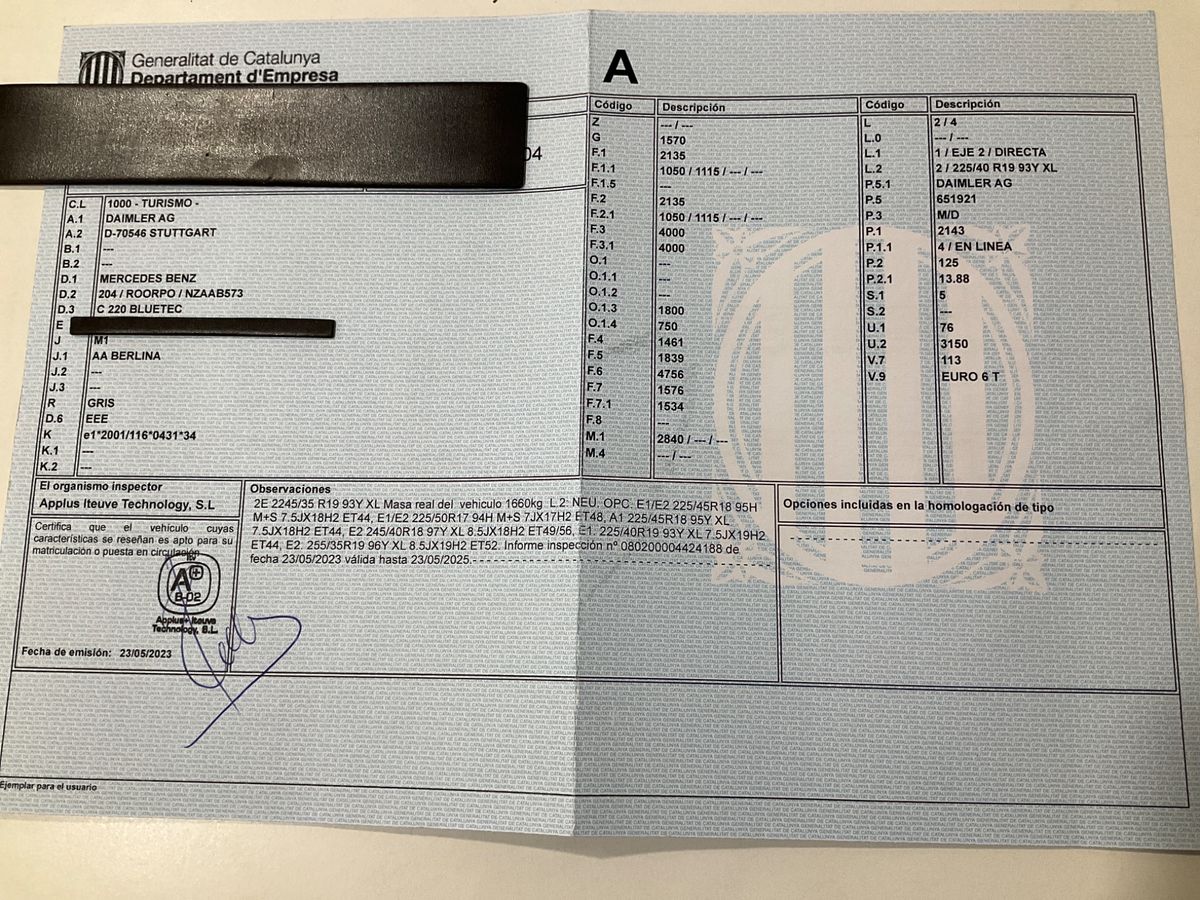 Generalitat de Catalunya
Departament d'Empresa
04
A
C.L 1000 - TURISMO -
A.1 DAIMLER AG
A.2 D-70546 STUTTGART
B.1 ---
B.2 ---
D.1 MERCEDES BENZ
D.2 204 / ROORPO / NZAAB573
D.3 C 220 BLUETEC
E
J M1
J.1 AA BERLINA
J.2 ---
J.3 ---
R GRIS
D.6 EEE
K e1*2001/116*0431*34
K.1 ---
K.2 ---
Código Descripción
Z --- / ---
G 1570
F.1 2135
F.1.1 1050 / 1115 / --- / ---
F.1.5 ---
F.2 2135
F.2.1 1050 / 1115 / --- / ---
F.3 4000
F.3.1 4000
O.1 ---
O.1.1 ---
O.1.2 ---
O.1.3 1800
O.1.4 750
F.4 1461
F.5 1839
F.6 4756
F.7 1576
F.7.1 1534
F.8 ---
M.1 2840 / --- / ---
M.4 --- / ---
Código Descripción
L 2 / 4
L.0 --- / ---
L.1 1 / EJE 2 / DIRECTA
L.2 2 / 225/40 R19 93Y XL
P.5.1 DAIMLER AG
P.5 651921
P.3 M/D
P.1 2143
P.1.1 4 / EN LINEA
P.2 125
P.2.1 13.88
S.1 5
S.2 ---
U.1 76
U.2 3150
V.7 113
V.9 EURO 6 T
El organismo inspector
Applus Iteuve Technology, S.L
Certifica que el vehículo cuyas
características se reseñan es apto para su
matriculación o puesta en circulación
A+
B-02
Applus+ Iteuve
Technology, S.L.
Fecha de emisión: 23/05/2023
Observaciones
2E 2245/35 R19 93Y XL Masa real del vehiculo 1660kg. L.2: NEU. OPC. E1/E2 225/45R18 95H
M+S 7.5JX18H2 ET44, E1/E2 225/50R17 94H M+S 7JX17H2 ET48, A1 225/45R18 95Y XL
7.5JX18H2 ET44, E2 245/40R18 97Y XL 8.5JX18H2 ET49/56, E1. 225/40R19 93Y XL 7.5JX19H2
ET44, E2. 255/35R19 96Y XL 8.5JX19H2 ET52. Informe inspección nº 080200004424188 de
fecha 23/05/2023 válida hasta 23/05/2025.
Opciones incluidas en la homologación de tipo
Ejemplar para el usuario